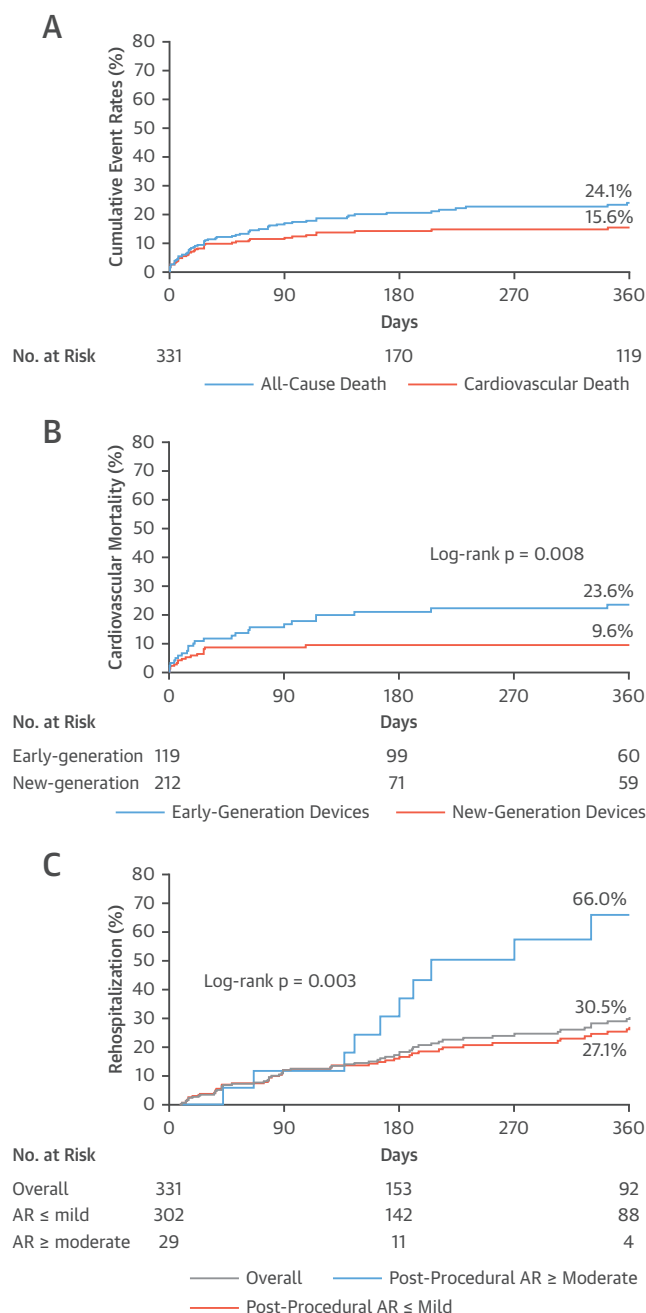 A
Cumulative Event Rates (%)
80
70
60
50
40
30
20
10
0
24.1%
15.6%
0 90 180 270 360
Days
No. at Risk 331 170 119
All-Cause Death Cardiovascular Death
B
Cardiovascular Mortality (%)
80
70
60
50
40
30
20
10
0
Log-rank p = 0.008
23.6%
9.6%
0 90 180 270 360
No. at Risk Days
Early-generation 119 99 60
New-generation 212 71 59
Early-Generation Devices New-Generation Devices
C
Rehospitalization (%)
80
70
60
50
40
30
20
10
0
66.0%
Log-rank p = 0.003
30.5%
27.1%
0 90 180 270 360
No. at Risk Days
Overall 331 153 92
AR ≤ mild 302 142 88
AR ≥ moderate 29 11 4
Overall Post-Procedural AR ≥ Moderate
Post-Procedural AR ≤ Mild